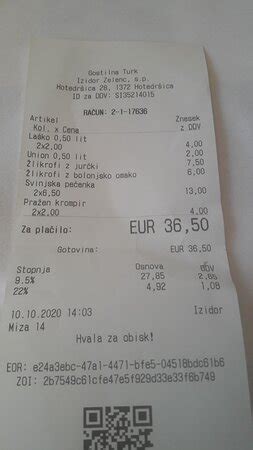 Gostilna Turk
Izidor Zelenc, s.p.
Hotedršica 28, 1372 Hotedršica
ID za DDV: SI35214015
RAČUN: 2-1-17636
Artikel Znesek
Kol. x Cena z DDV
Laško 0,50 lit
2x2,00 4,00
Union 0,50 lit 2,00
Žlikrofi z jurčki 7,50
Žlikrofi z bolonjsko omako 6,00
Svinjska pečenka
2x6,50 13,00
Pražen krompir
2x2,00 4,00
Za plačilo: EUR 36,50
Gotovina: EUR 36,50
Stopnja Osnova DDV
9.5% 27,85 2,65
22% 4,92 1,08
10.10.2020 14:03 Izidor
Miza 14
Hvala za obisk!
EOR: e24a3abc-47a1-4471-bfe5-04518bdc61b6
ZOI: 2b7549c61cfe47e5f929d33e33f6b749